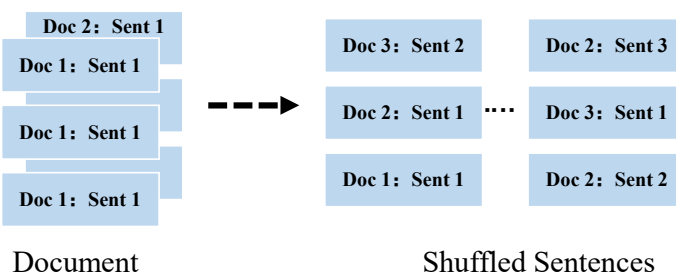 Doc 2： Sent 1
Doc 1： Sent 1
Doc 1： Sent 1
Doc 1： Sent 1
Document
Doc 3： Sent 2
Doc 2： Sent 3
Doc 2： Sent 1
....
Doc 3： Sent 1
Doc 1： Sent 1
Doc 2： Sent 2
Shuffled Sentences